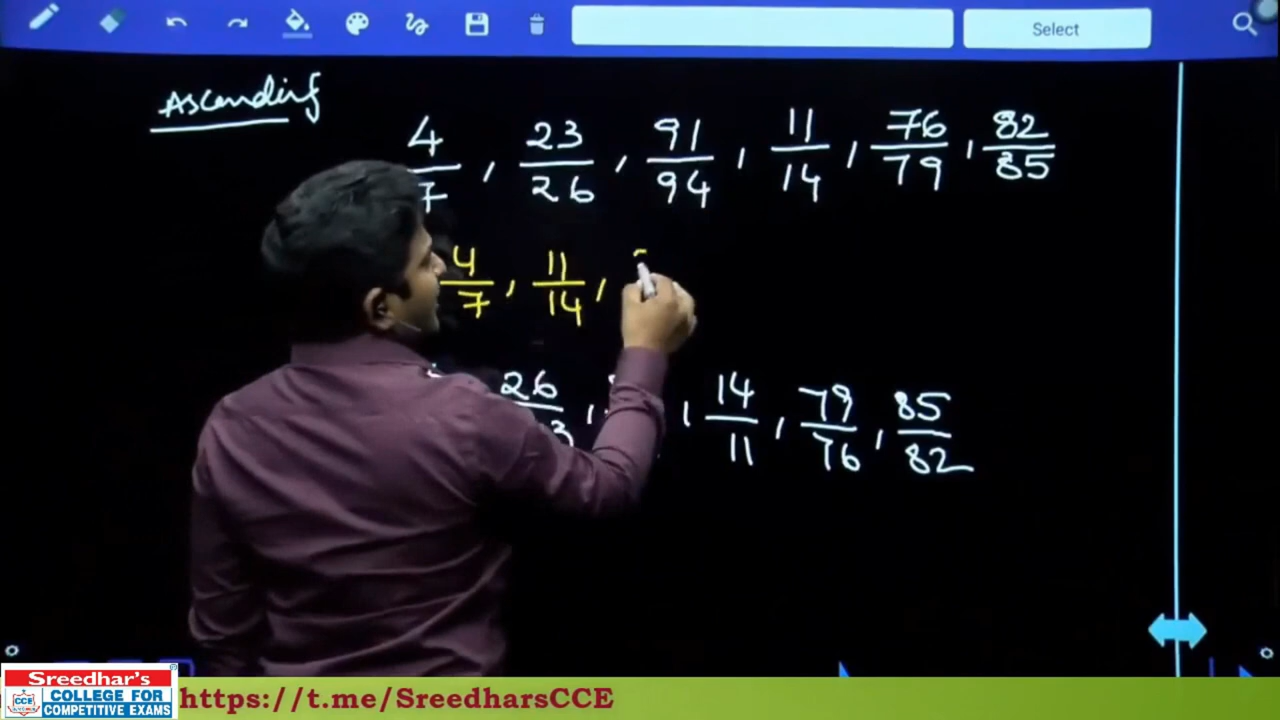 Select
Ascending
4/7, 23/26, 91/94, 11/14, 76/79, 82/85
4/7, 11/14,
26, 14/11, 79/76, 85/82
Sreedhar's
CCE
COLLEGE FOR
COMPETITIVE EXAMS
https://t.me/SreedharsCCE